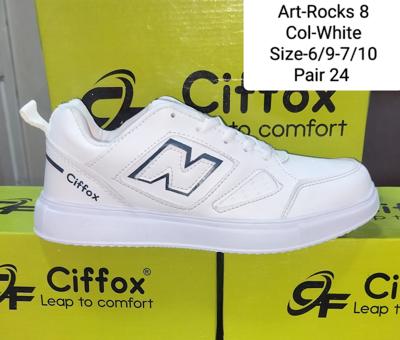 Art-Rocks 8
Col-White
Size-6/9-7/10
Pair 24
Ciffox
to comfort
N
Ciffox
Ciffox®
Leap to comfort
Ciffox®
Leap to comfort